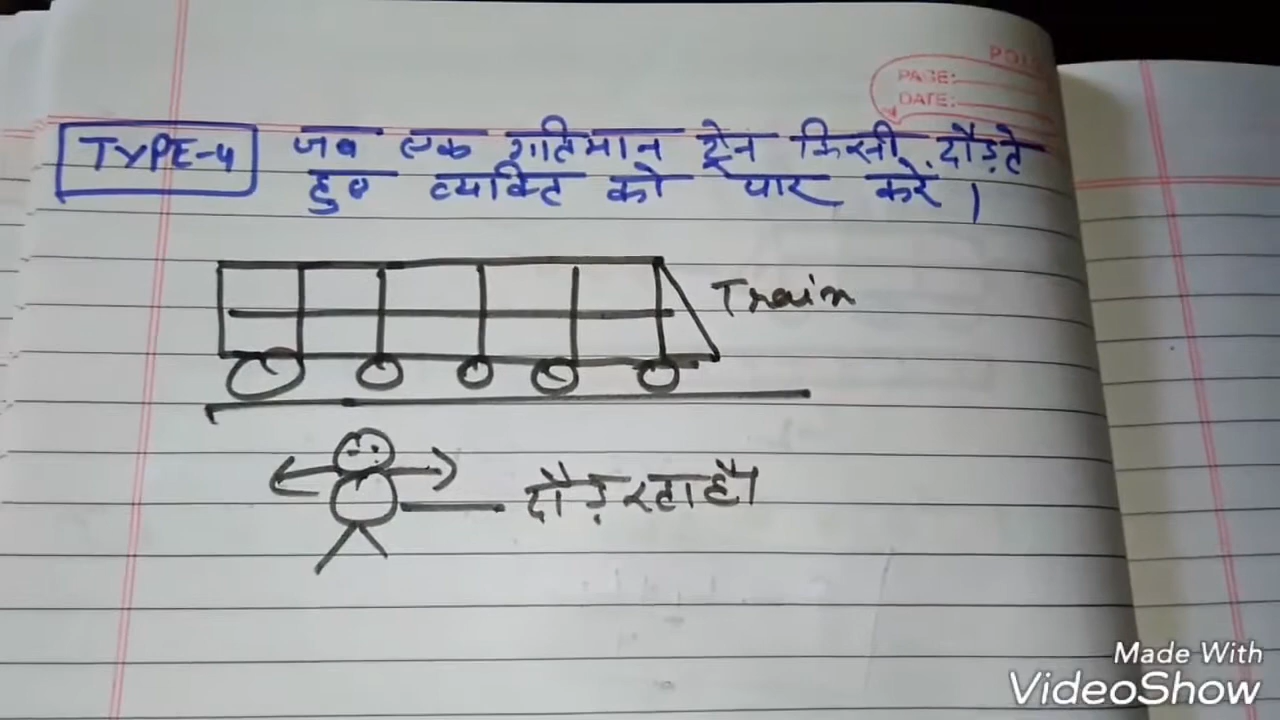 PAGE:
DATE:
TYPE-4 जब एक गतिमान ट्रेन किसी दौड़ते
हुए व्यक्ति को पार करें।
Train
दौड़ रहा है।
Made With
VideoShow